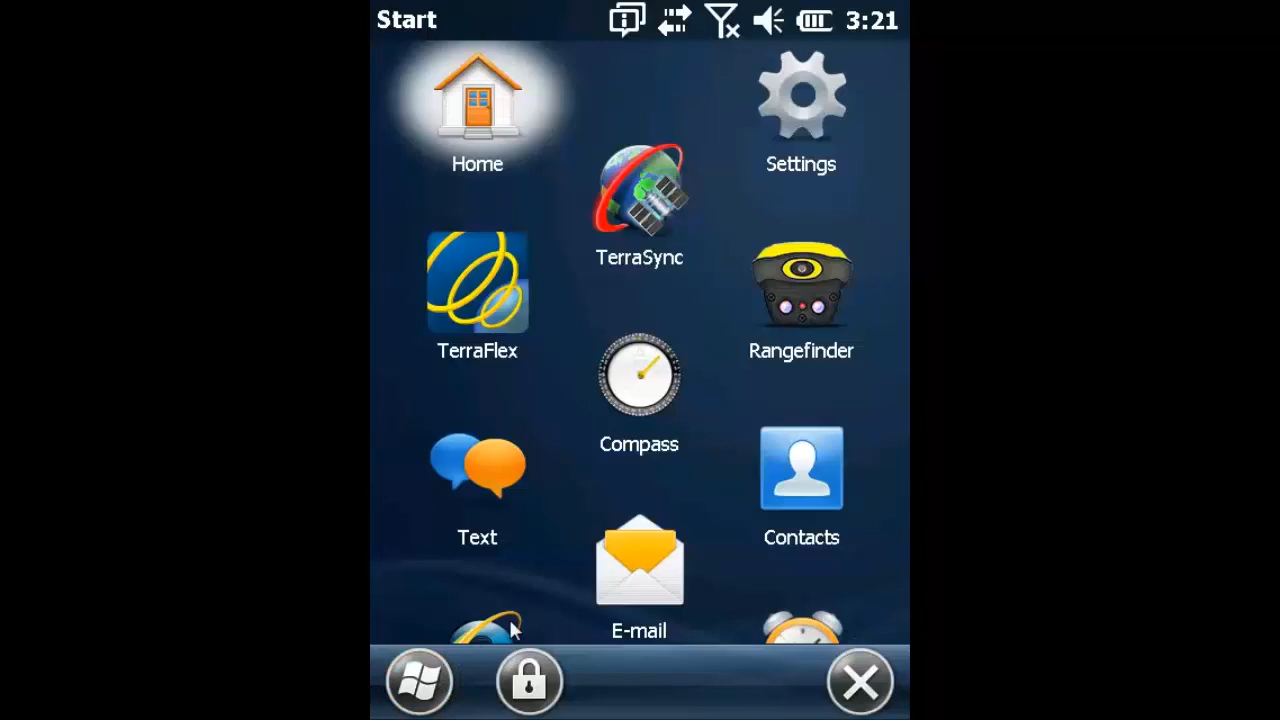 Start 3:21
Home
Settings
TerraSync
TerraFlex
Rangefinder
Compass
Text
Contacts
E-mail